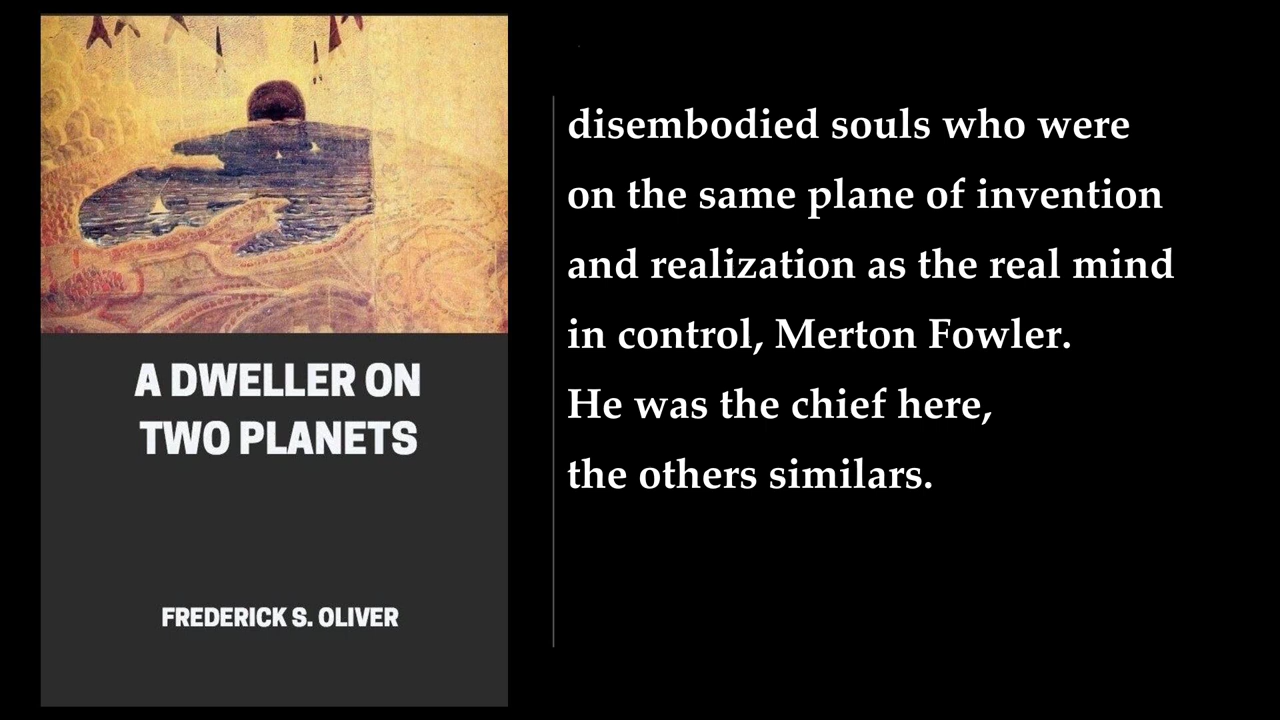 A DWELLER ON
TWO PLANETS
FREDERICK S. OLIVER
disembodied souls who were
on the same plane of invention
and realization as the real mind
in control, Merton Fowler.
He was the chief here,
the others similars.